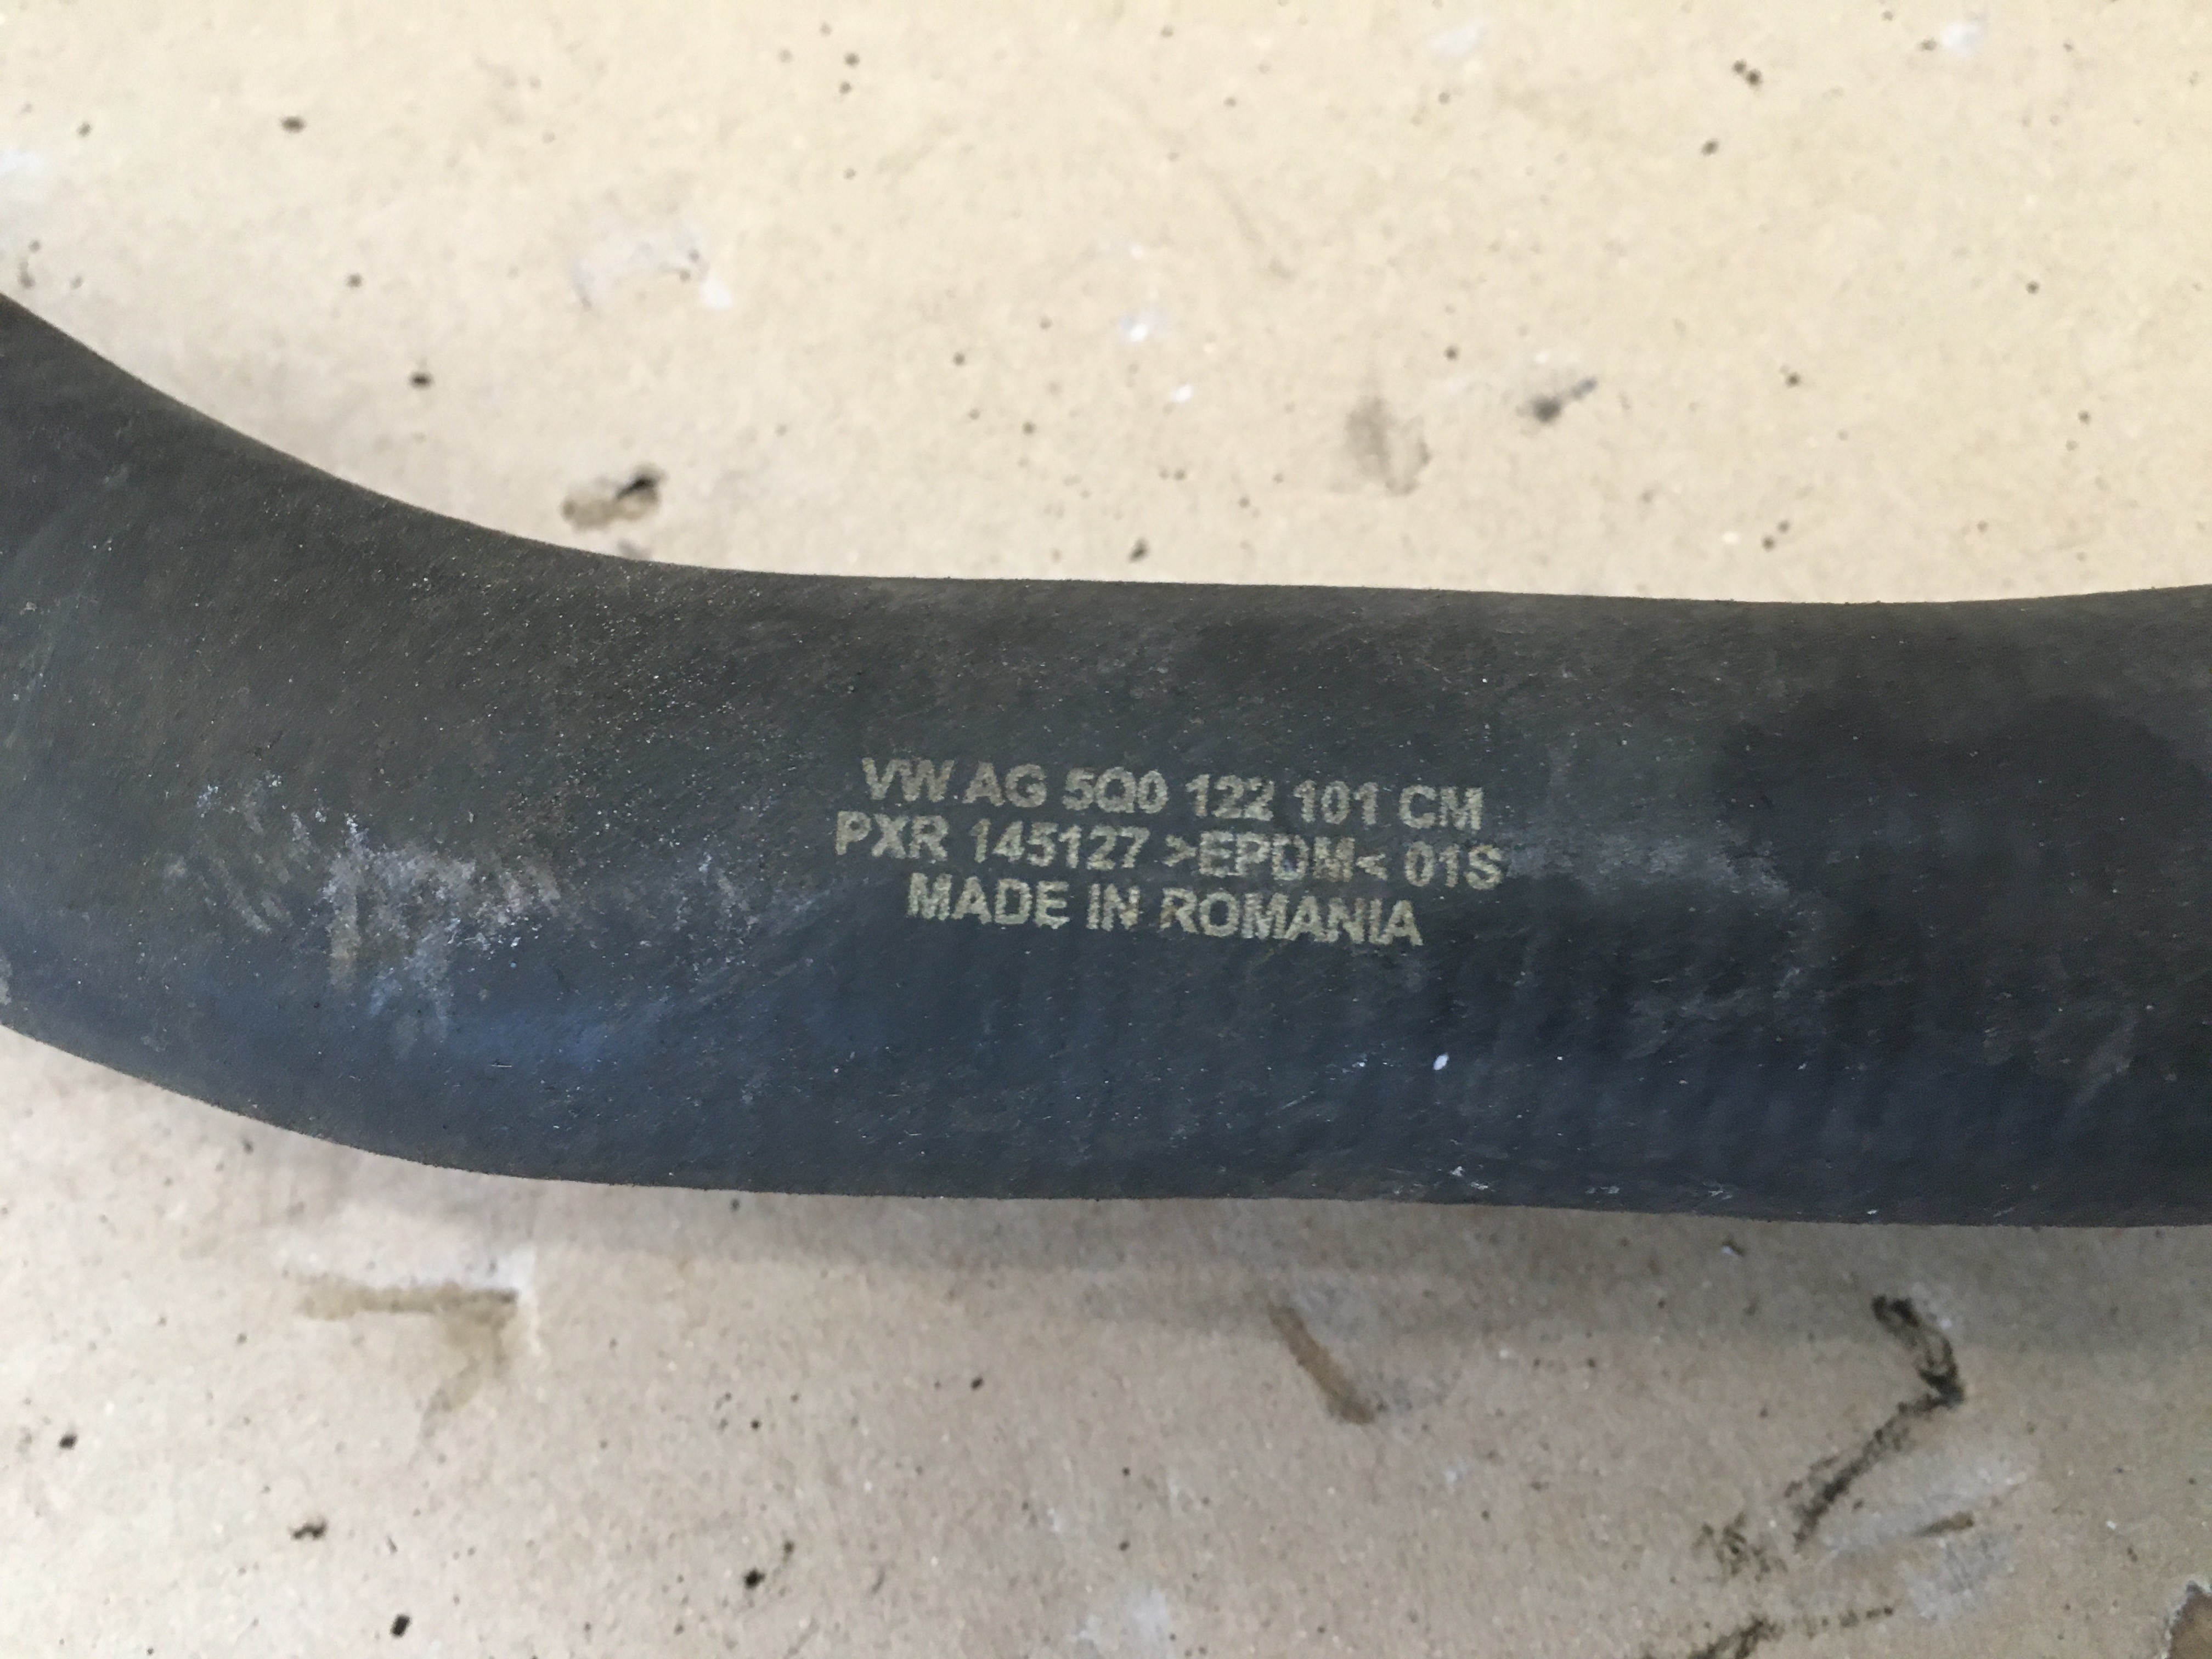 VW AG 5Q0 122 101 CM
PXR 145127 >EPDM< 01S
MADE IN ROMANIA